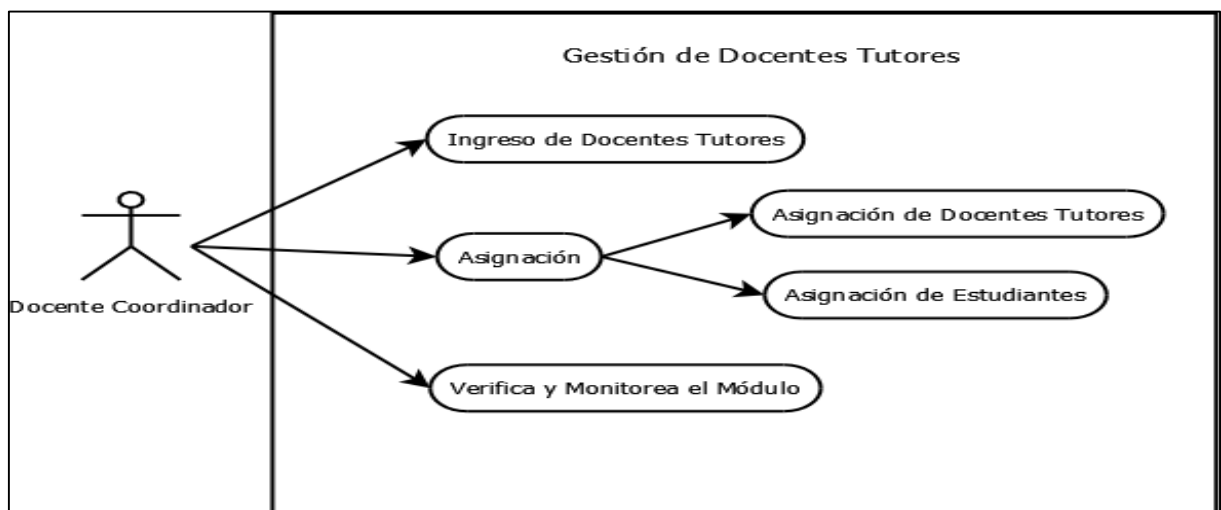 Gestión de Docentes Tutores
Ingreso de Docentes Tutores
Asignación de Docentes Tutores
Asignación
Asignación de Estudiantes
Docente Coordinador
Verifica y Monitorea el Módulo